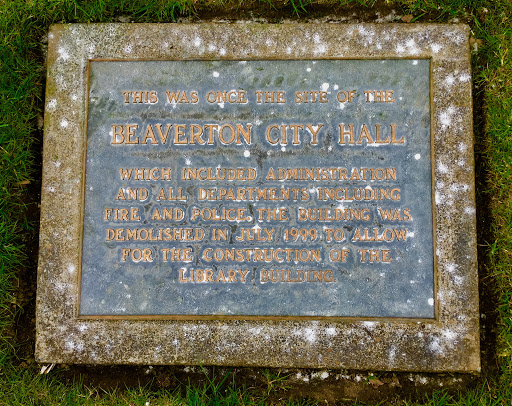 THIS WAS ONCE THE SITE OF THE
BEAVERTON CITY HALL
WHICH INCLUDED ADMINISTRATION
AND ALL DEPARTMENTS INCLUDING
FIRE AND POLICE. THE BUILDING WAS
DEMOLISHED IN JULY 1999 TO ALLOW
FOR THE CONSTRUCTION OF THE
LIBRARY BUILDING